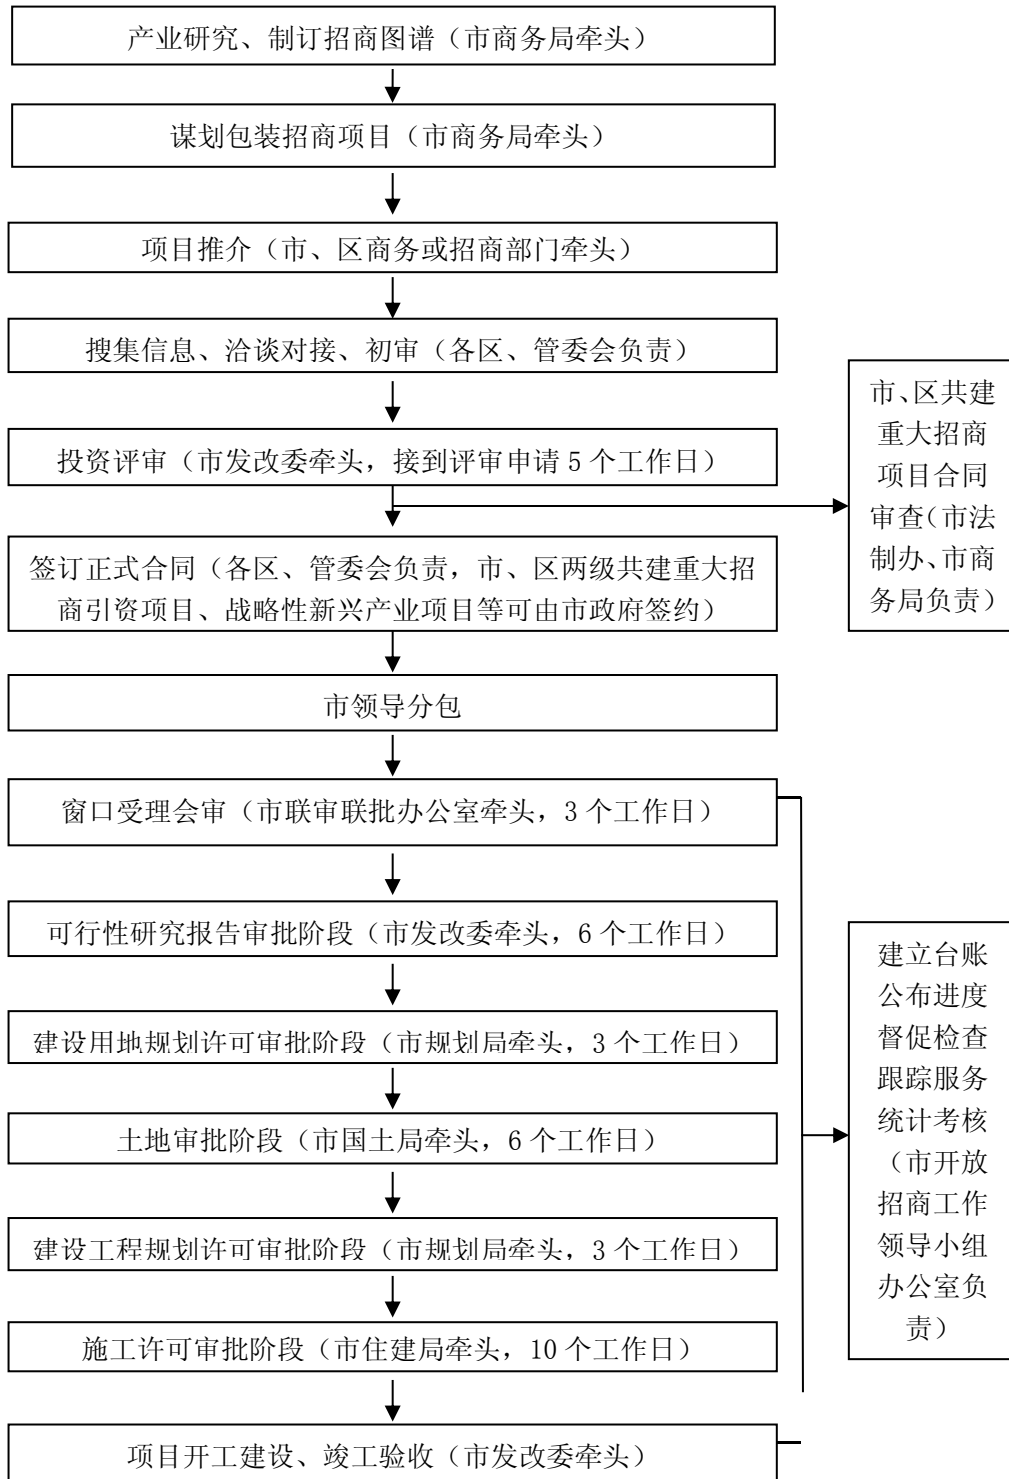 产业研究、制订招商图谱（市商务局牵头）
谋划包装招商项目（市商务局牵头）
项目推介（市、区商务或招商部门牵头）
搜集信息、洽谈对接、初审（各区、管委会负责）
投资评审（市发改委牵头，接到评审申请 5 个工作日）
市、区共建
重大招商
项目合同
审查（市法
制办、市商
务局负责）
签订正式合同（各区、管委会负责，市、区两级共建重大招
商引资项目、战略性新兴产业项目等可由市政府签约）
市领导分包
窗口受理会审（市联审联批办公室牵头，3 个工作日）
可行性研究报告审批阶段（市发改委牵头，6 个工作日）
建设用地规划许可审批阶段（市规划局牵头，3 个工作日）
土地审批阶段（市国土局牵头，6 个工作日）
建设工程规划许可审批阶段（市规划局牵头，3 个工作日）
施工许可审批阶段（市住建局牵头，10 个工作日）
项目开工建设、竣工验收（市发改委牵头）
建立台账
公布进度
督促检查
跟踪服务
统计考核
（市开放
招商工作
领导小组
办公室负
责）